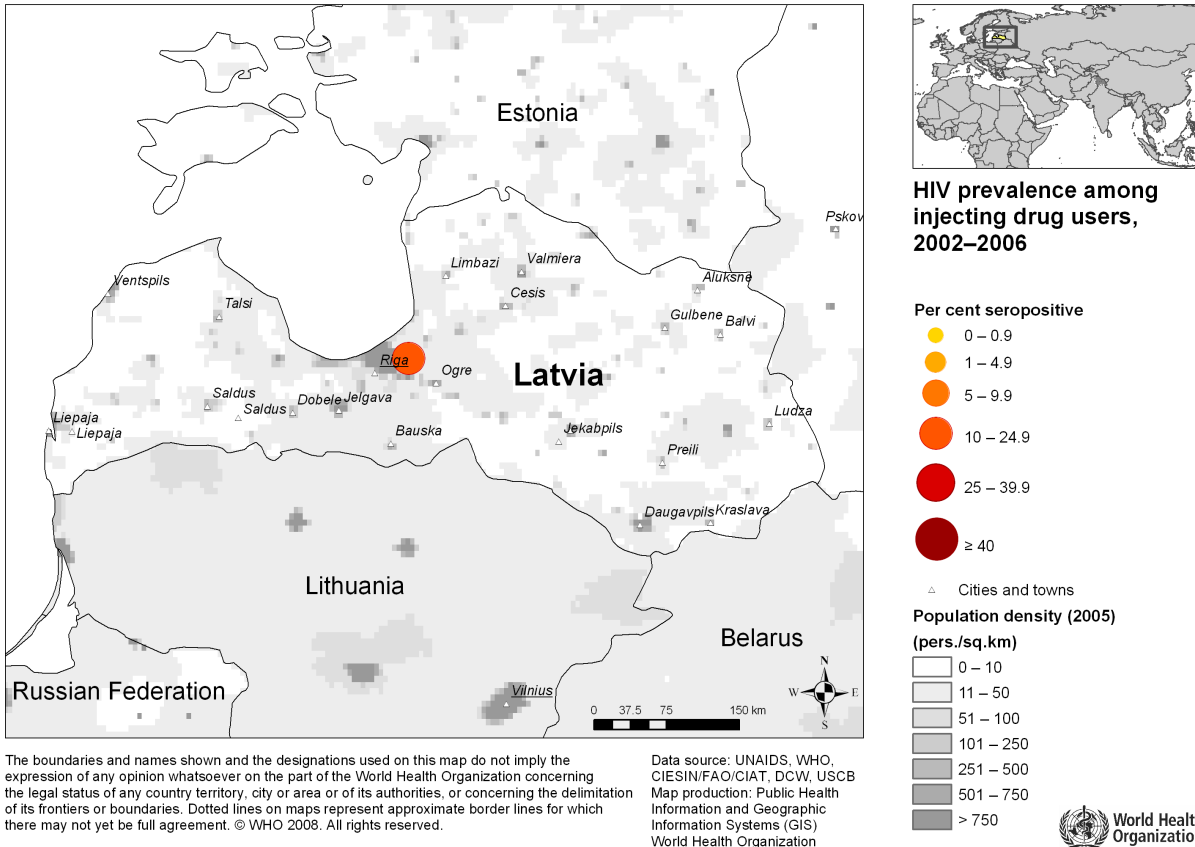 Estonia
Pskov
Limbazi
Valmiera
Ventspils
Aluksne
Cesis
Talsi
Gulbene
Balvi
Riga
Ogre
Latvia
Saldus
Dobele
Jelgava
Saldus
Ludza
Liepaja
Liepaja
Bauska
Jekabpils
Preili
Daugavpils
Kraslava
Lithuania
Belarus
Russian Federation
Vilnius
N
W
E
S
0 37.5 75 150 km
HIV prevalence among
injecting drug users,
2002–2006
Per cent seropositive
0 – 0.9
1 – 4.9
5 – 9.9
10 – 24.9
25 – 39.9
≥ 40
Cities and towns
Population density (2005)
(pers./sq.km)
0 – 10
11 – 50
51 – 100
101 – 250
251 – 500
501 – 750
> 750
The boundaries and names shown and the designations used on this map do not imply the
expression of any opinion whatsoever on the part of the World Health Organization concerning
the legal status of any country territory, city or area or of its authorities, or concerning the delimitation
of its frontiers or boundaries. Dotted lines on maps represent approximate border lines for which
there may not yet be full agreement. © WHO 2008. All rights reserved.
Data source: UNAIDS, WHO,
CIESIN/FAO/CIAT, DCW, USCB
Map production: Public Health
Information and Geographic
Information Systems (GIS)
World Health Organization
World Healt
Organizatio